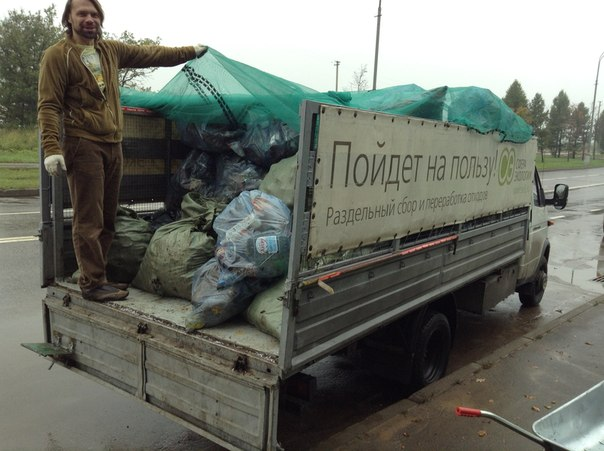 Пойдет на пользу!
Раздельный сбор и переработка отходов